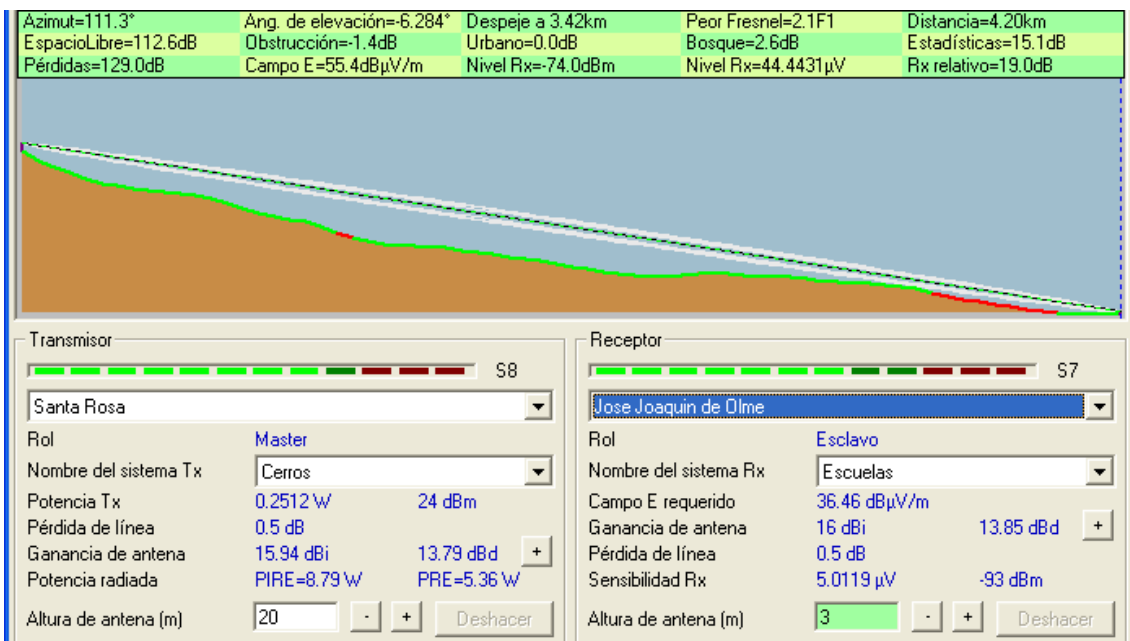 Azimut=111.3° Ang. de elevación=-6.284° Despeje a 3.42km Peor Fresnel=2.1F1 Distancia=4.20km
EspacioLibre=112.6dB Obstrucción=-1.4dB Urbano=0.0dB Bosque=2.6dB Estadísticas=15.1dB
Pérdidas=129.0dB Campo E=55.4dBµV/m Nivel Rx=-74.0dBm Nivel Rx=44.4431µV Rx relativo=19.0dB
Transmisor
S8
Santa Rosa
Rol Master
Nombre del sistema Tx Cerros
Potencia Tx 0.2512 W 24 dBm
Pérdida de línea 0.5 dB
Ganancia de antena 15.94 dBi 13.79 dBd +
Potencia radiada PIRE=8.79 W PRE=5.36 W
Altura de antena (m) 20 - + Deshacer
Receptor
S7
Jose Joaquin de Olme
Rol Esclavo
Nombre del sistema Rx Escuelas
Campo E requerido 36.46 dBµV/m
Ganancia de antena 16 dBi 13.85 dBd +
Pérdida de línea 0.5 dB
Sensibilidad Rx 5.0119 µV -93 dBm
Altura de antena (m) 3 - + Deshacer